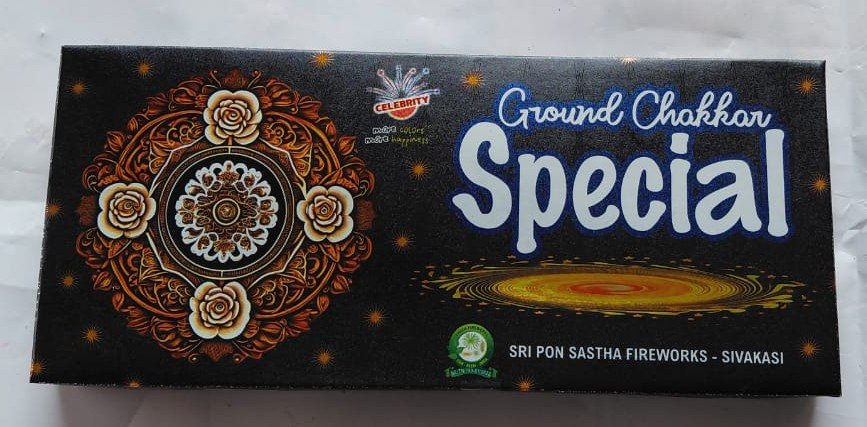 CELEBRITY
more colors
more happiness
Ground Chakkar
Special
SRI PON SASTHA FIREWORKS - SIVAKASI